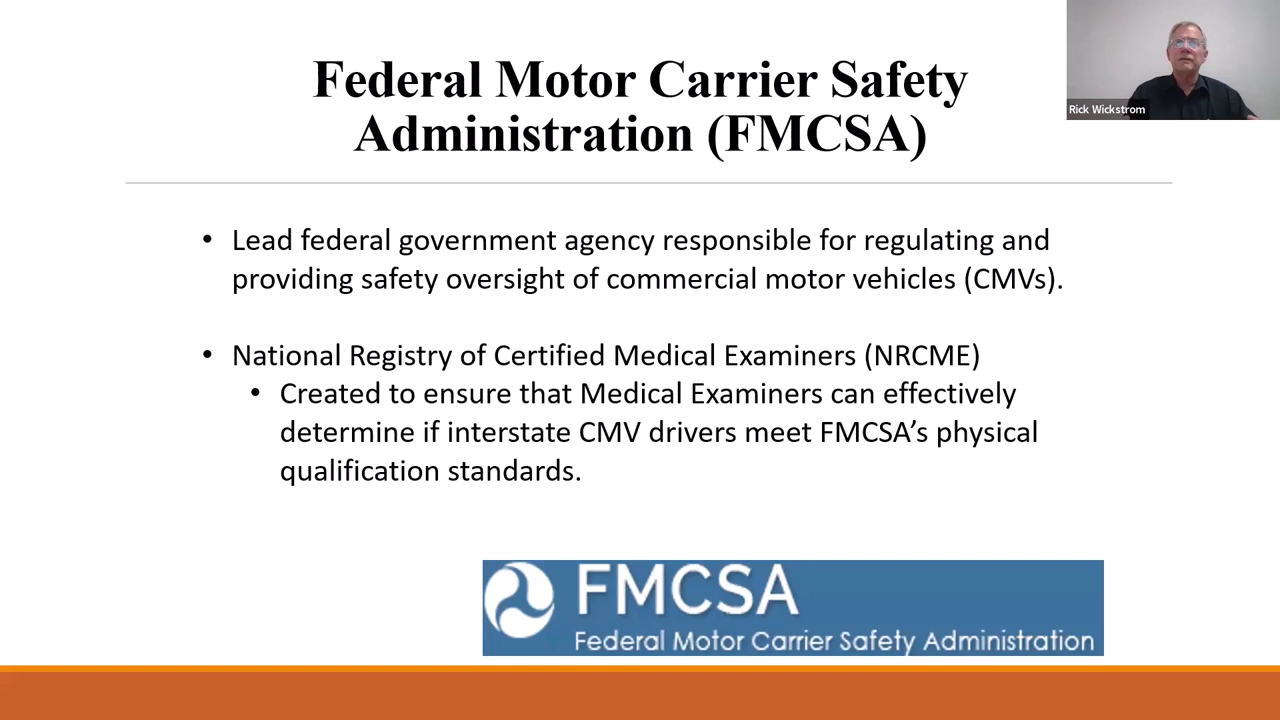 Federal Motor Carrier Safety
Administration (FMCSA)
Rick Wickstrom
• Lead federal government agency responsible for regulating and
providing safety oversight of commercial motor vehicles (CMVs).
• National Registry of Certified Medical Examiners (NRCME)
• Created to ensure that Medical Examiners can effectively
determine if interstate CMV drivers meet FMCSA’s physical
qualification standards.
FMCSA
Federal Motor Carrier Safety Administration